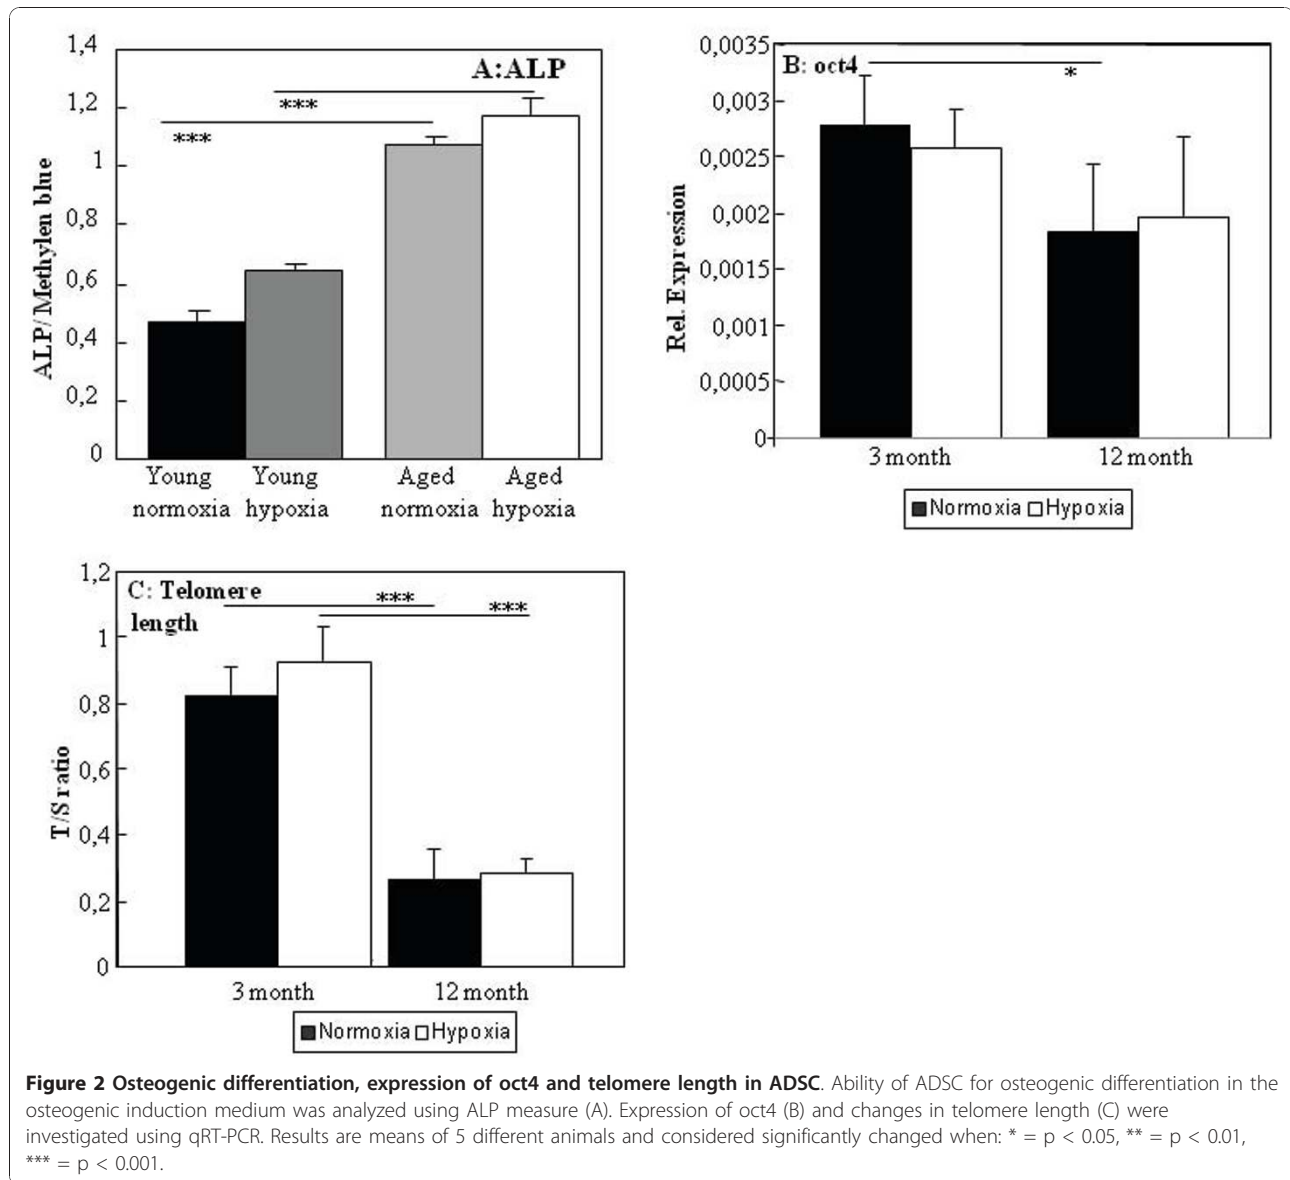 1,4
A:ALP
1,2
***
***
1
0,8
0,6
0,4
0,2
0
ALP/Methylen blue
Young normoxia
Young hypoxia
Aged normoxia
Aged hypoxia
0,0035
B: oct4
*
0,003
0,0025
0,002
0,0015
0,001
0,0005
0
Rel. Expression
3 month
12 month
Normoxia
Hypoxia
1,2
C: Telomere
length
***
***
1
0,8
0,6
0,4
0,2
0
T/S ratio
3 month
12 month
Normoxia
Hypoxia
Figure 2 Osteogenic differentiation, expression of oct4 and telomere length in ADSC. Ability of ADSC for osteogenic differentiation in the
osteogenic induction medium was analyzed using ALP measure (A). Expression of oct4 (B) and changes in telomere length (C) were
investigated using qRT-PCR. Results are means of 5 different animals and considered significantly changed when: * = p < 0.05, ** = p < 0.01,
*** = p < 0.001.